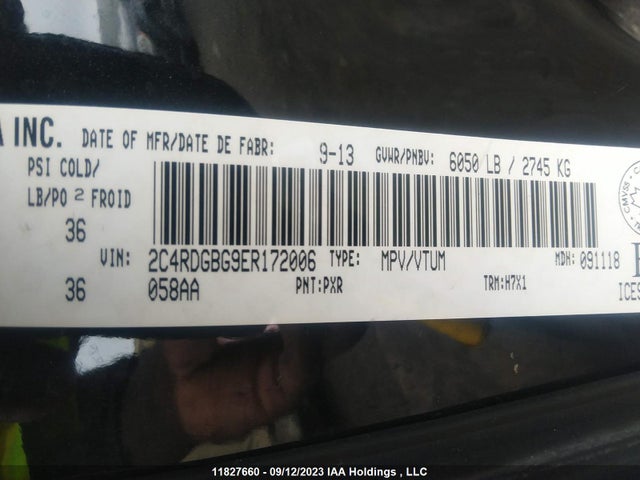 INC. DATE OF MFR/DATE DE FABR: 9-13 GVWR/PNBV: 6050 LB / 2745 KG
PSI COLD/
LB/PO 2 FROID
CMVSS
36
VIN: 2C4RDGBG9ER172006 TYPE: MPV/VTUM MDH: 091118
36 058AA PNT:PXR TRM:H7X1
11827660 - 09/12/2023 IAA Holdings , LLC